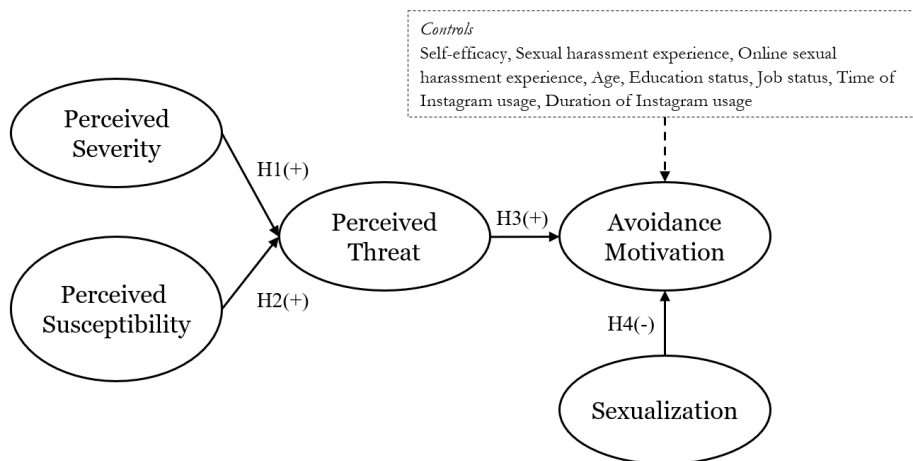 Controls
Self-efficacy, Sexual harassment experience, Online sexual
harassment experience, Age, Education status, Job status, Time of
Instagram usage, Duration of Instagram usage
Perceived
Severity
H1(+)
Perceived
Threat
H3(+)
Avoidance
Motivation
Perceived
Susceptibility
H2(+)
H4(-)
Sexualization